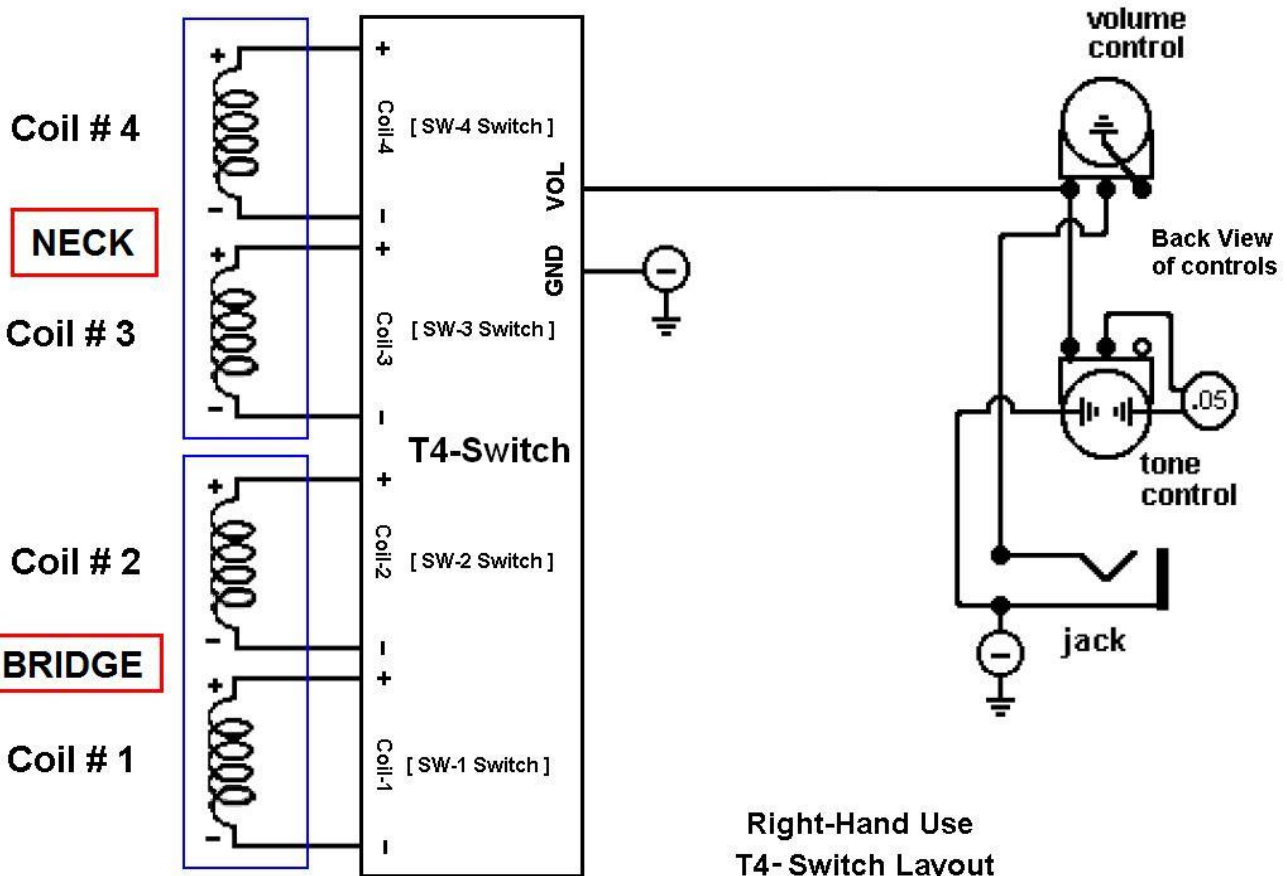 volume
control
Coil # 4
+
-
+
-
Coil-4
[ SW-4 Switch ]
VOL
NECK
GND
-
Back View
of controls
Coil # 3
+
-
+
-
Coil-3
[ SW-3 Switch ]
.05
T4-Switch
tone
control
Coil # 2
+
-
+
-
Coil-2
[ SW-2 Switch ]
jack
-
BRIDGE
Coil # 1
+
-
+
-
Coil-1
[ SW-1 Switch ]
Right-Hand Use
T4- Switch Layout